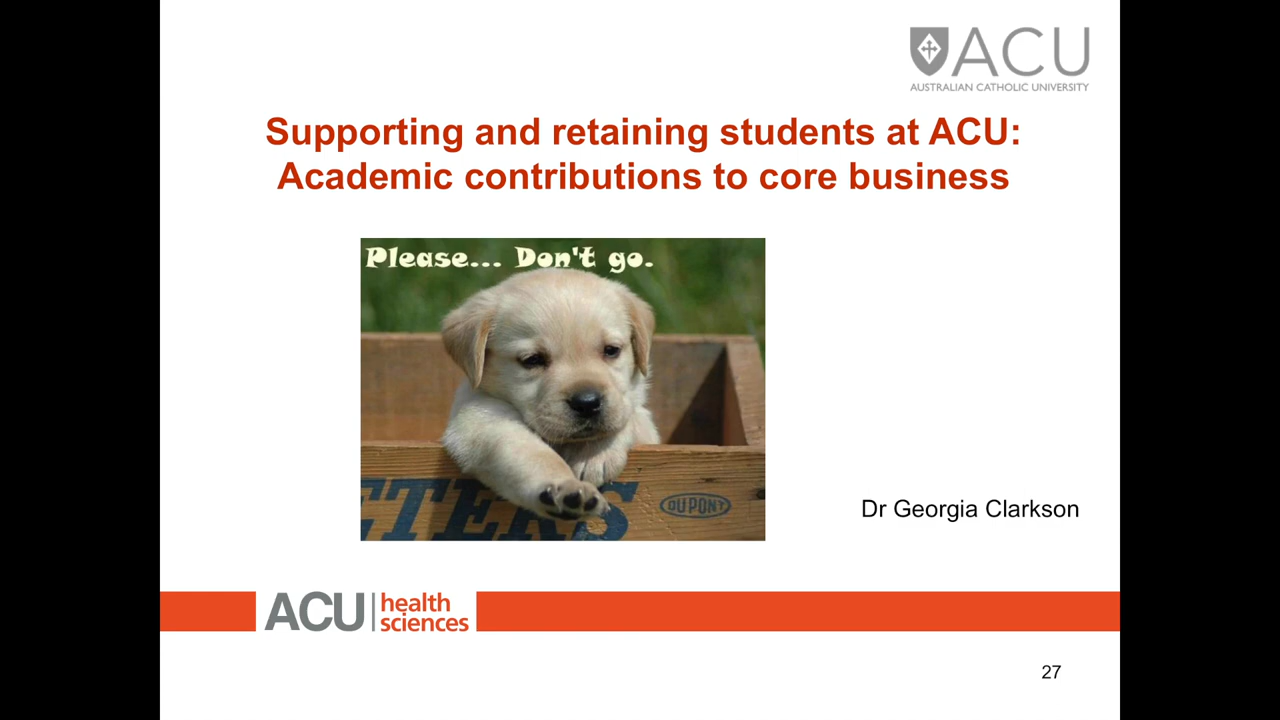 ACU
AUSTRALIAN CATHOLIC UNIVERSITY
Supporting and retaining students at ACU:
Academic contributions to core business
Please... Don't go.
ETERS
DUPONT
Dr Georgia Clarkson
ACU health
sciences
27